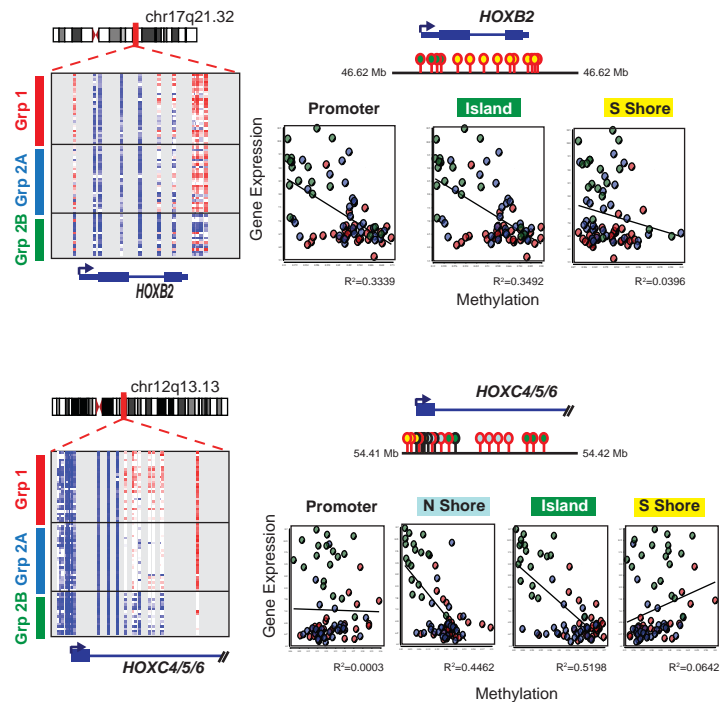 chr17q21.32
HOXB2
46.62 Mb
46.62 Mb
Grp 1
Grp 2A
Grp 2B
HOXB2
Gene Expression
Promoter
Island
S Shore
R²=0.3339
R²=0.3492
R²=0.0396
Methylation
chr12q13.13
HOXC4/5/6
54.41 Mb
54.42 Mb
Grp 1
Grp 2A
Grp 2B
HOXC4/5/6
Gene Expression
Promoter
N Shore
Island
S Shore
R²=0.0003
R²=0.4462
R²=0.5198
R²=0.0642
Methylation